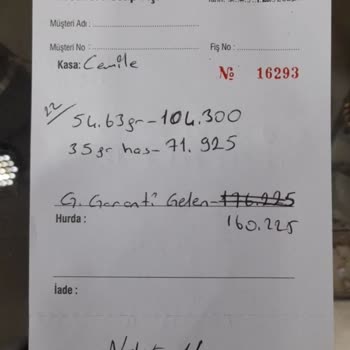 Müşteri Adı :
Müşteri No : Fiş No :
Kasa: Camile
№ 16293
22/ 54.63gr-104.300
35gr has-71.925
G. Garanti Gelen-176.225
Hurda : 160.225
İade :